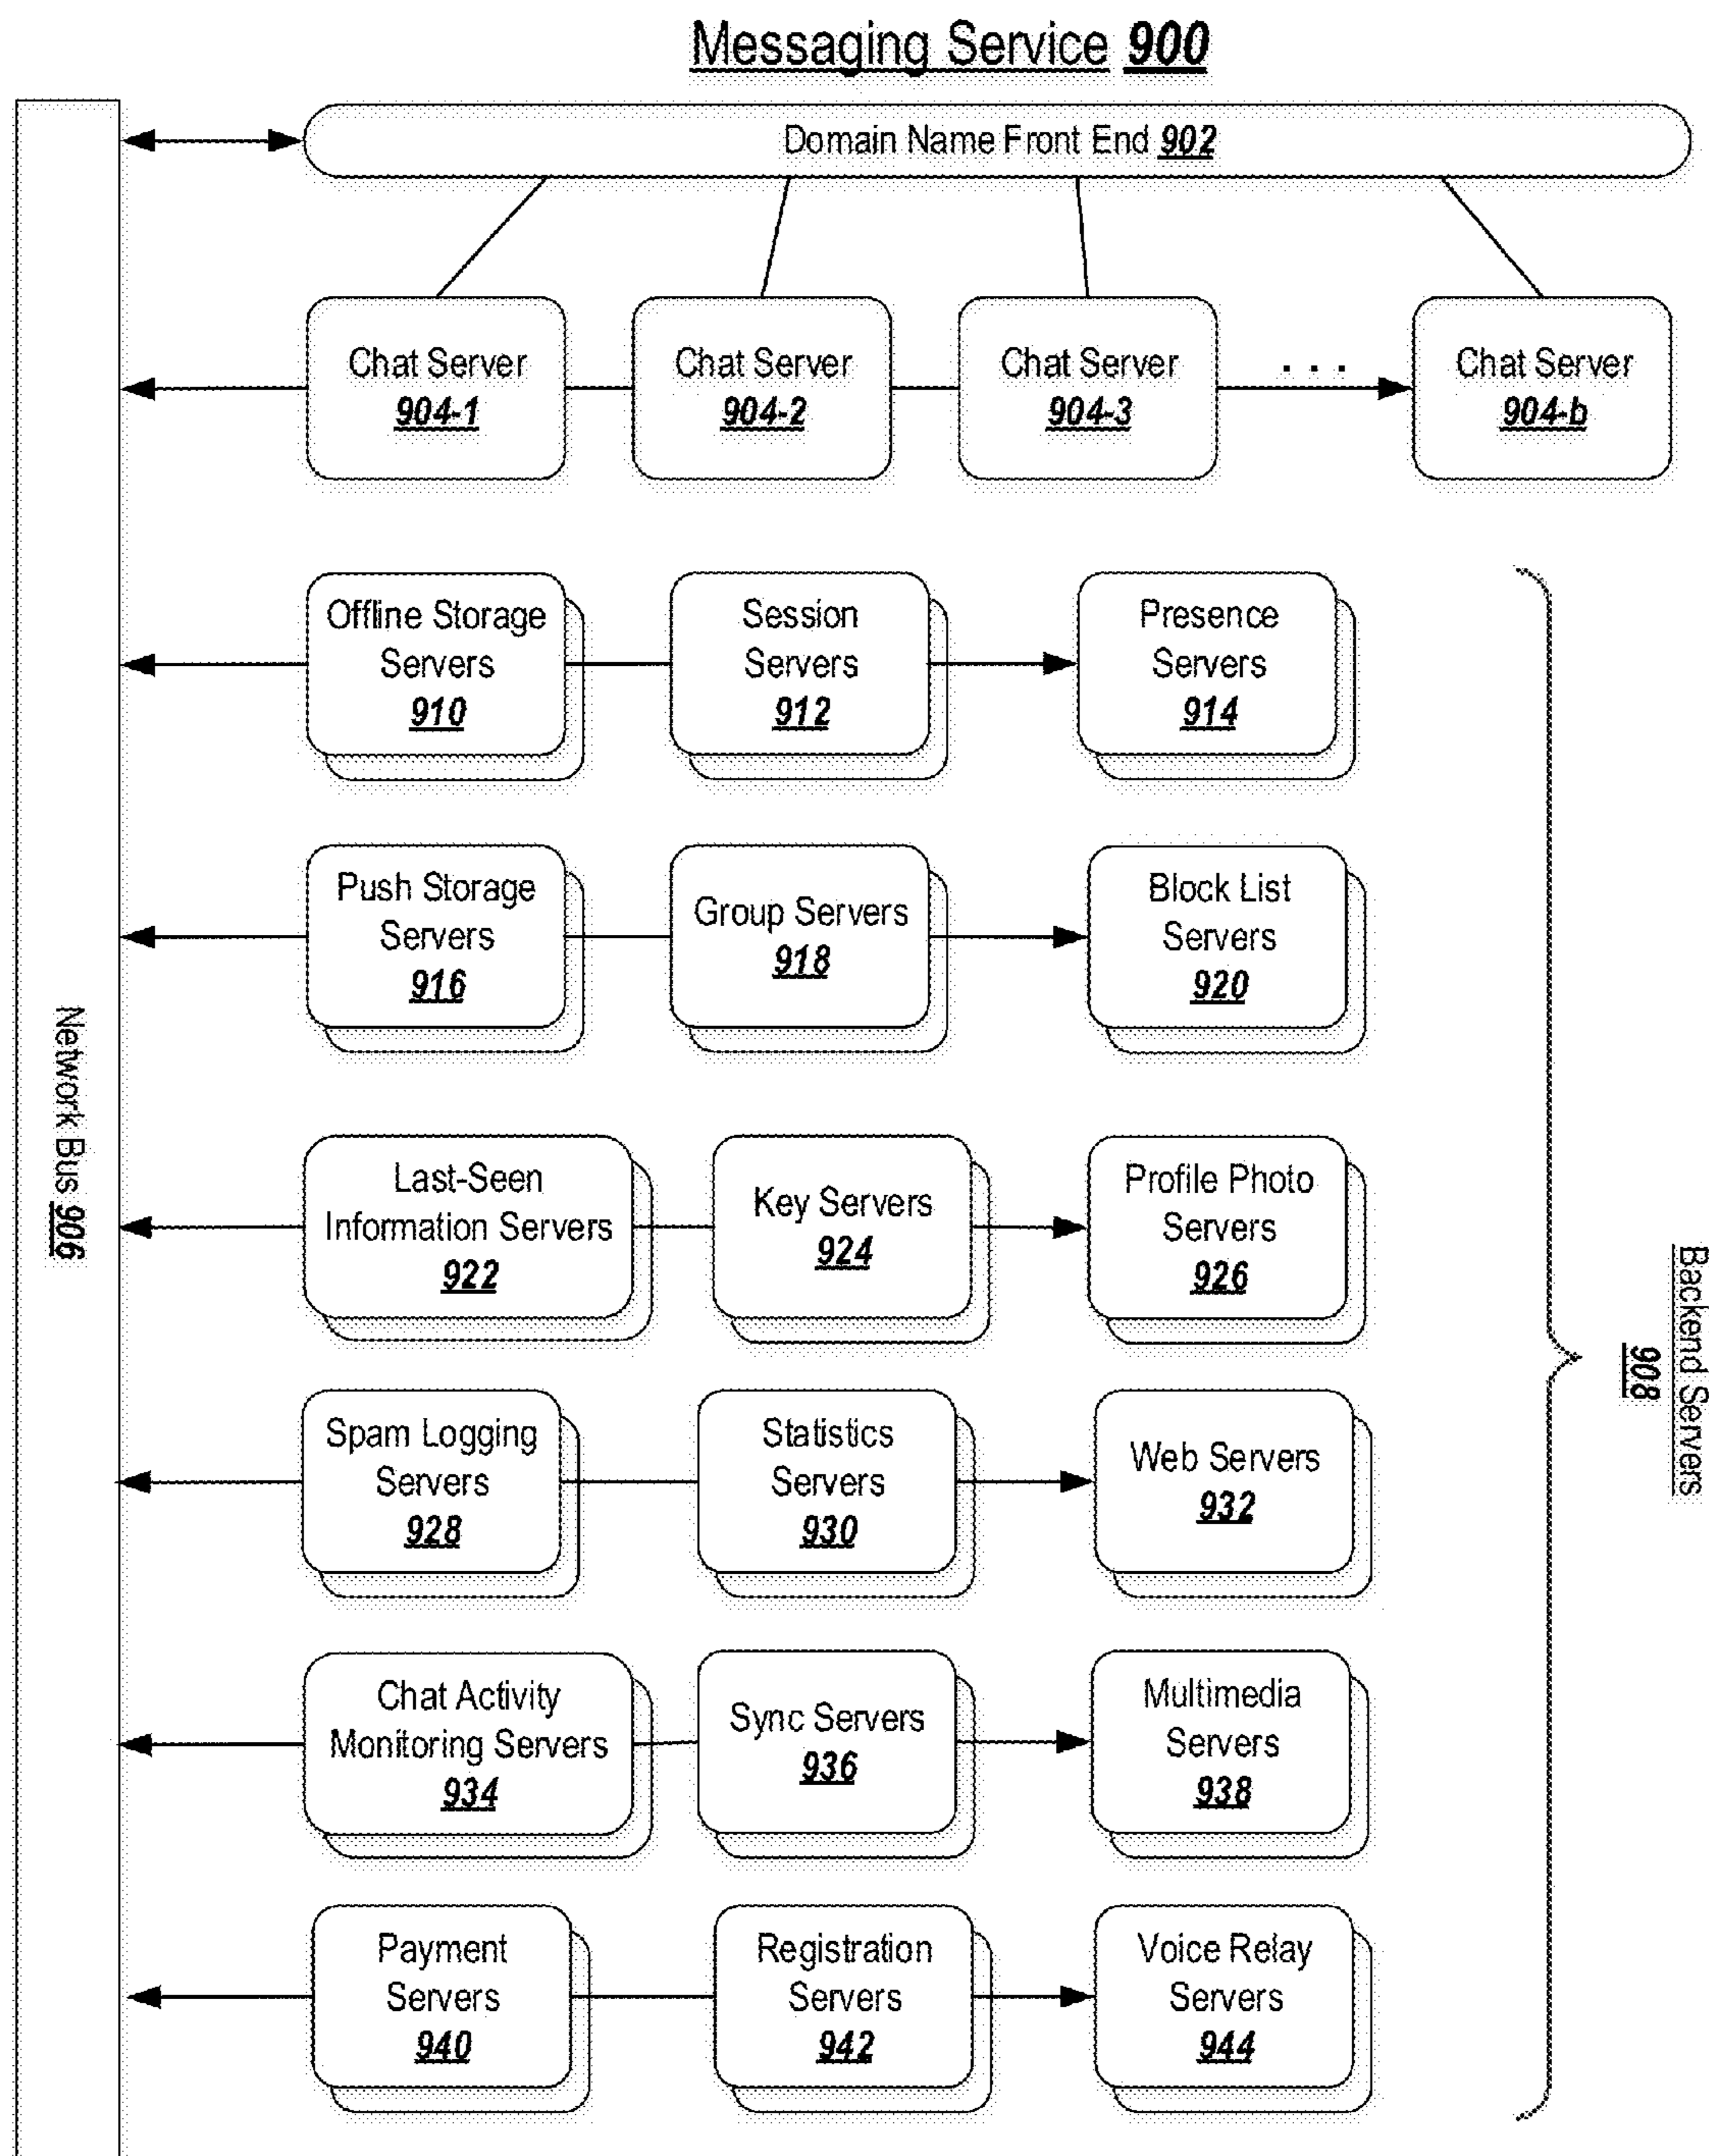 Messaging Service 900
Domain Name Front End 902
Chat Server
904-1
Chat Server
904-2
Chat Server
904-3
. . .
Chat Server
904-b
Offline Storage
Servers
910
Session
Servers
912
Presence
Servers
914
Push Storage
Servers
916
Group Servers
918
Block List
Servers
920
Network Bus 906
Last-Seen
Information Servers
922
Key Servers
924
Profile Photo
Servers
926
Backend Servers
908
Spam Logging
Servers
928
Statistics
Servers
930
Web Servers
932
Chat Activity
Monitoring Servers
934
Sync Servers
936
Multimedia
Servers
938
Payment
Servers
940
Registration
Servers
942
Voice Relay
Servers
944